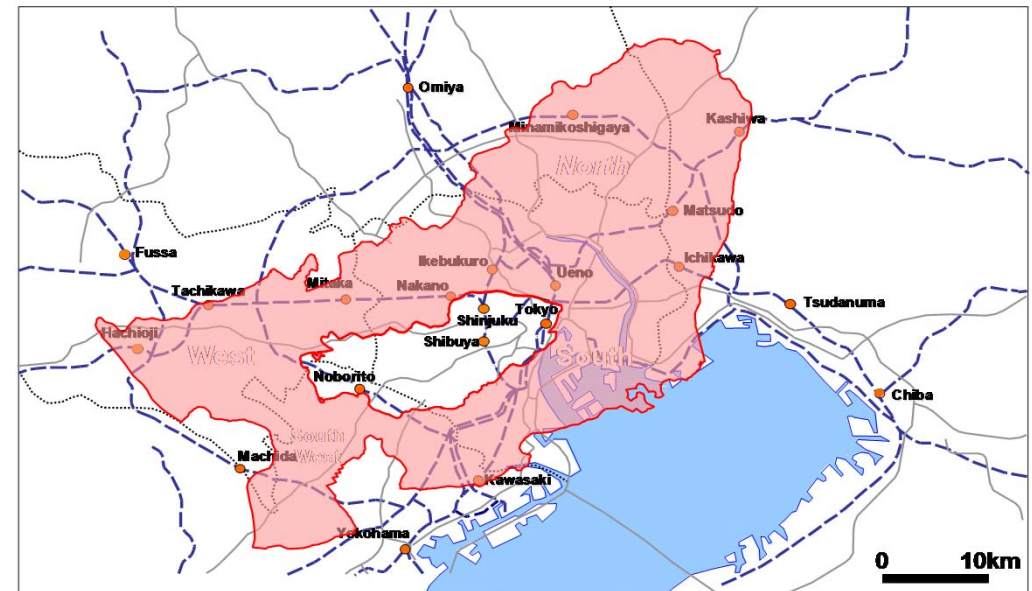 Omiya
Minamikoshigaya
Kashiwa
North
Matsudo
Fussa
Ikebukuro
Ueno
Ichikawa
Tachikawa
Mitaka
Nakano
Tsudanuma
Shinjuku
Tokyo
Hachioji
West
Shibuya
South
Noborito
Chiba
South
West
Machida
Kawasaki
Yokohama
0 10km